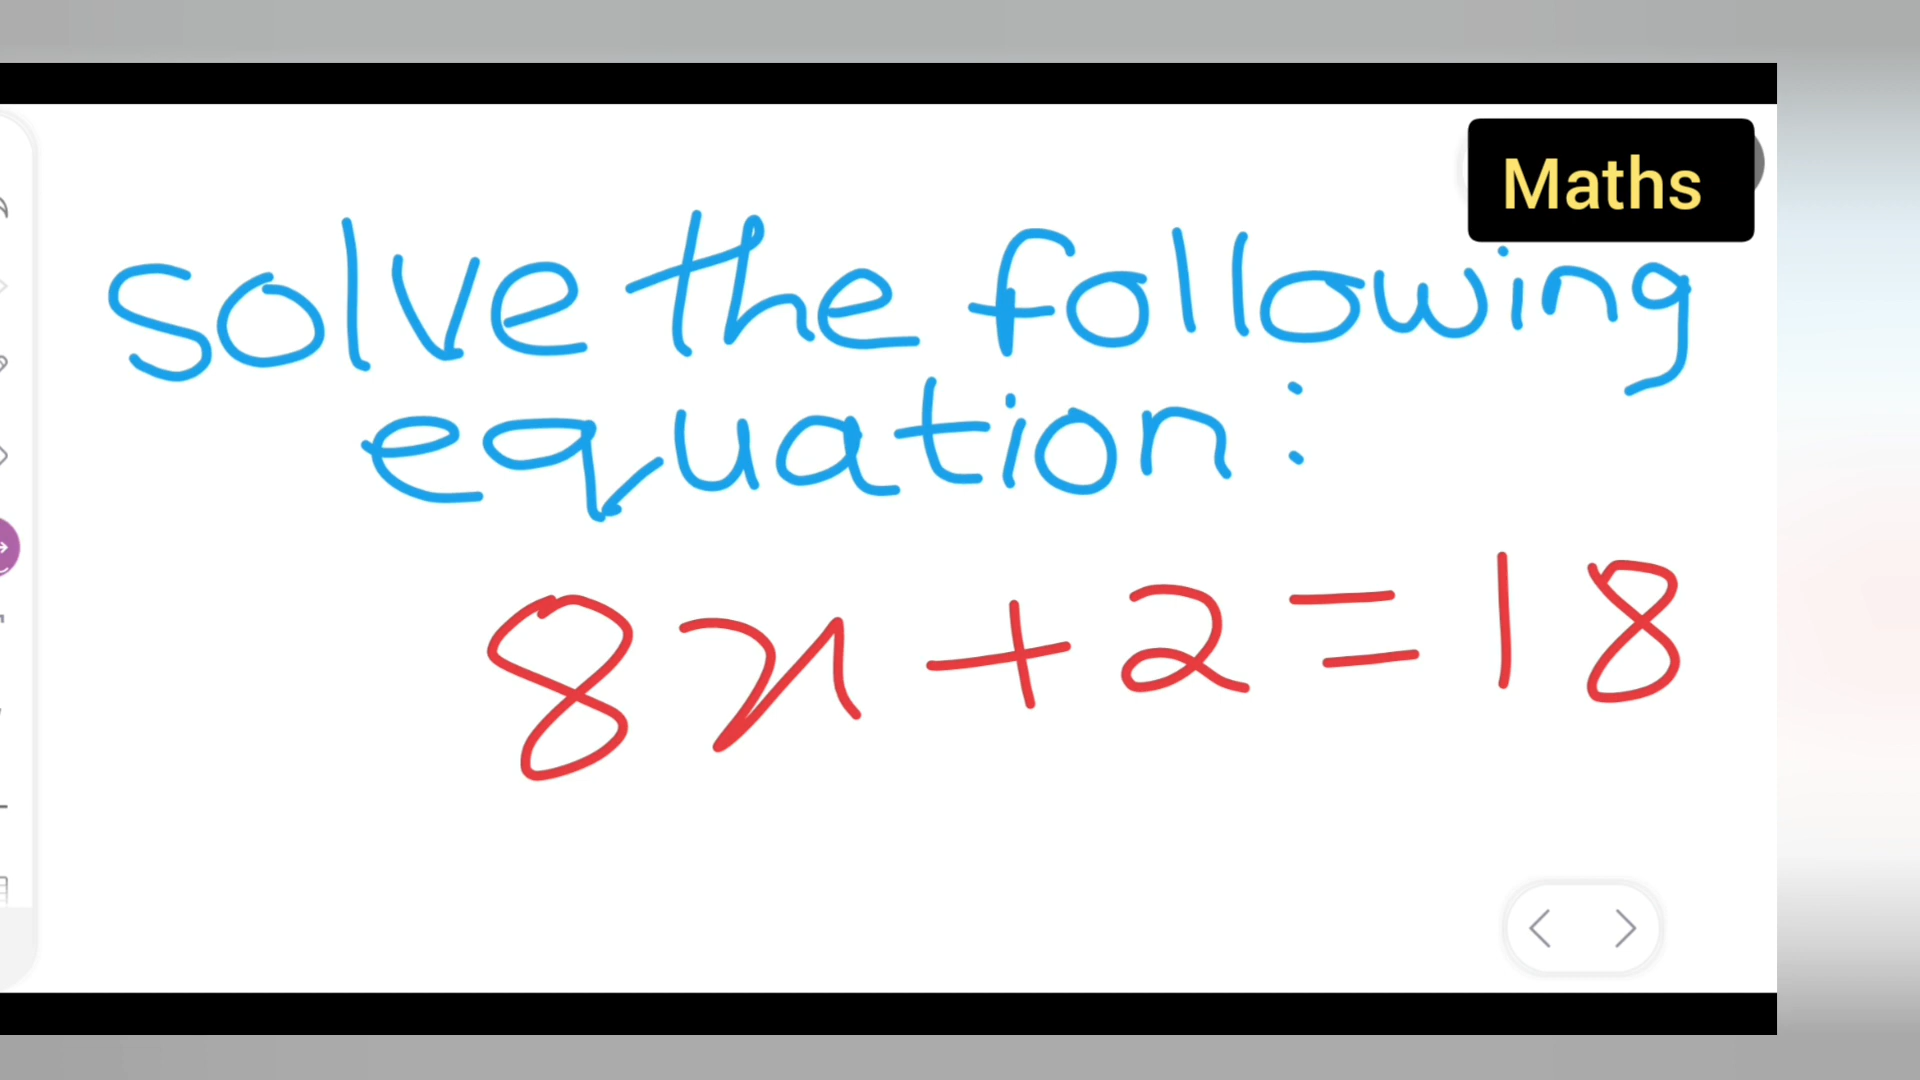 Maths
solve the following
equation:
8x+2=18